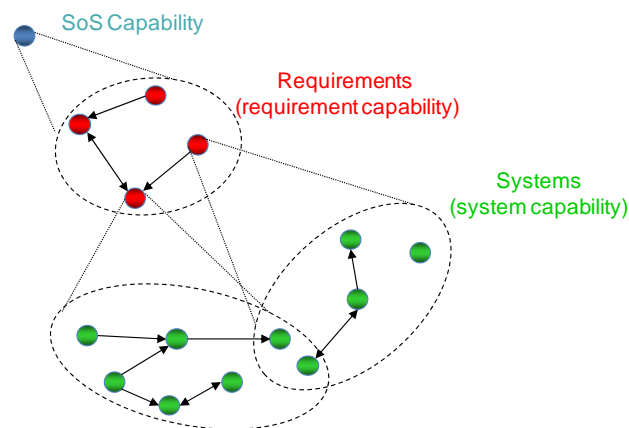 SoS Capability
Requirements
(requirement capability)
Systems
(system capability)